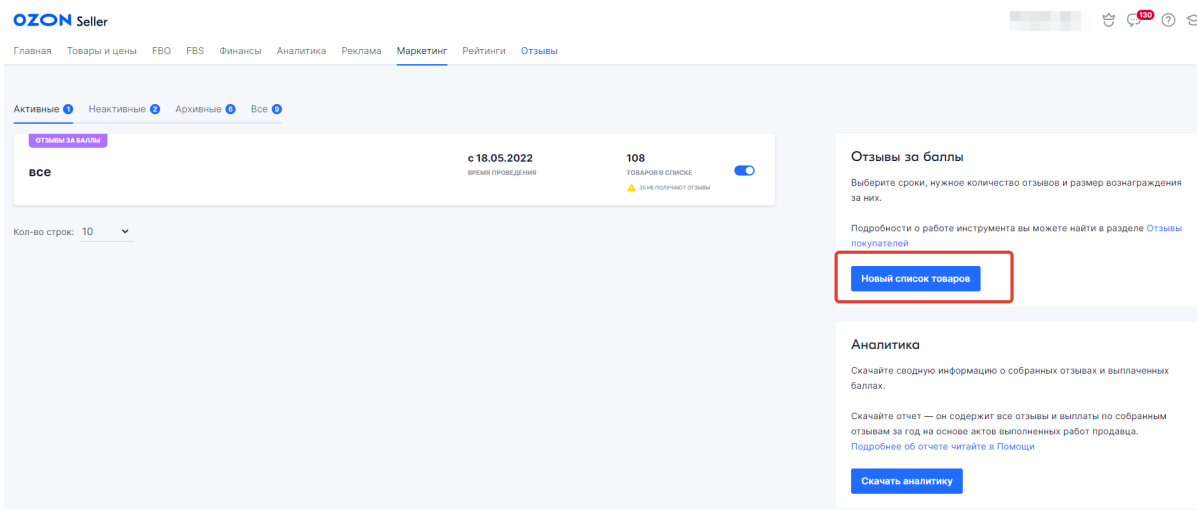 OZON Seller
130
Главная Товары и цены FBO FBS Финансы Аналитика Реклама Маркетинг Рейтинги Отзывы
Активные 1 Неактивные 2 Архивные 6 Все 9
ОТЗЫВЫ ЗА БАЛЛЫ
все
с 18.05.2022
ВРЕМЯ ПРОВЕДЕНИЯ
108
ТОВАРОВ В СПИСКЕ
НЕ ПОЛУЧАЮТ ОТЗЫВЫ
Кол-во строк: 10
Отзывы за баллы
Выберите сроки, нужное количество отзывов и размер вознаграждения
за них.
Подробности о работе инструмента вы можете найти в разделе Отзывы
покупателей
Новый список товаров
Аналитика
Скачайте сводную информацию о собранных отзывах и выплаченных
баллах.
Скачайте отчет — он содержит все отзывы и выплаты по собранным
отзывам за год на основе актов выполненных работ продавца.
Подробнее об отчете читайте в Помощи
Скачать аналитику